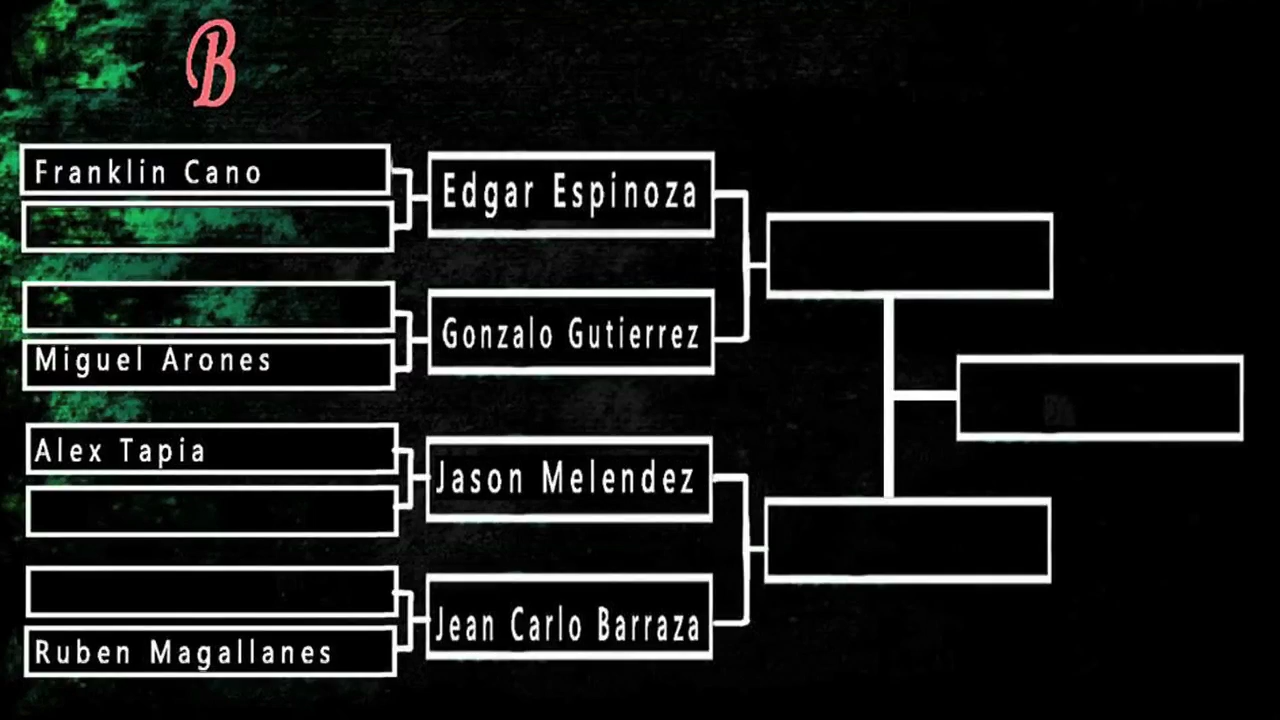 B
Franklin Cano
Edgar Espinoza
Gonzalo Gutierrez
Miguel Arones
Alex Tapia
Jason Melendez
Jean Carlo Barraza
Ruben Magallanes